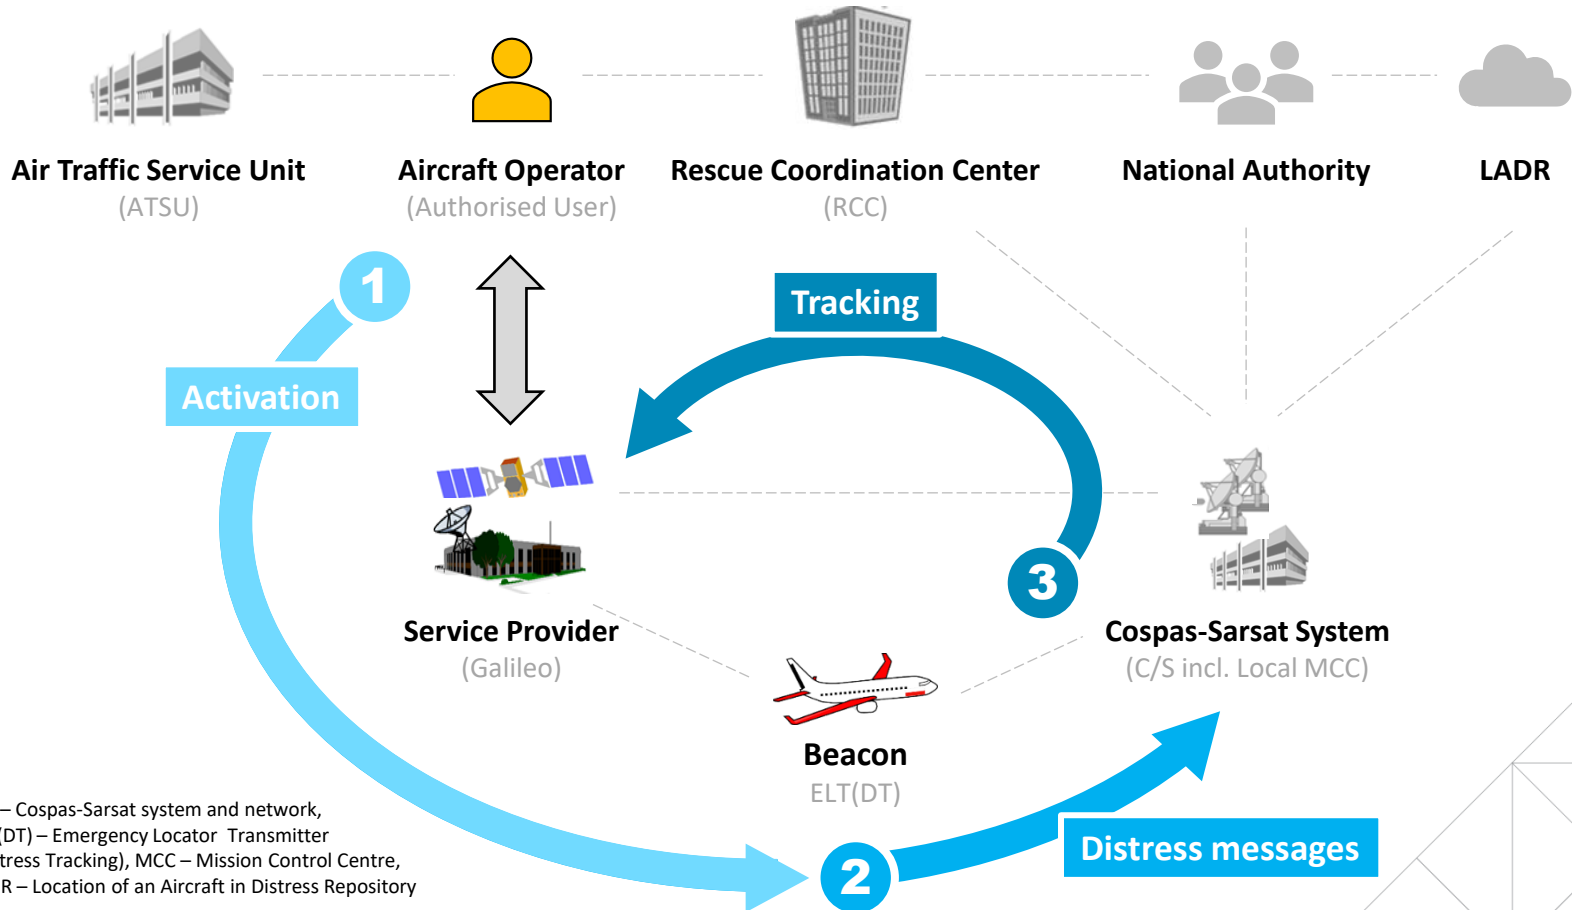 Air Traffic Service Unit
(ATSU)
Aircraft Operator
(Authorised User)
Rescue Coordination Center
(RCC)
National Authority
LADR
1
Tracking
Activation
3
Service Provider
(Galileo)
Cospas-Sarsat System
(C/S incl. Local MCC)
Beacon
ELT(DT)
– Cospas-Sarsat system and network,
(DT) – Emergency Locator Transmitter
tress Tracking), MCC – Mission Control Centre,
R – Location of an Aircraft in Distress Repository
2
Distress messages